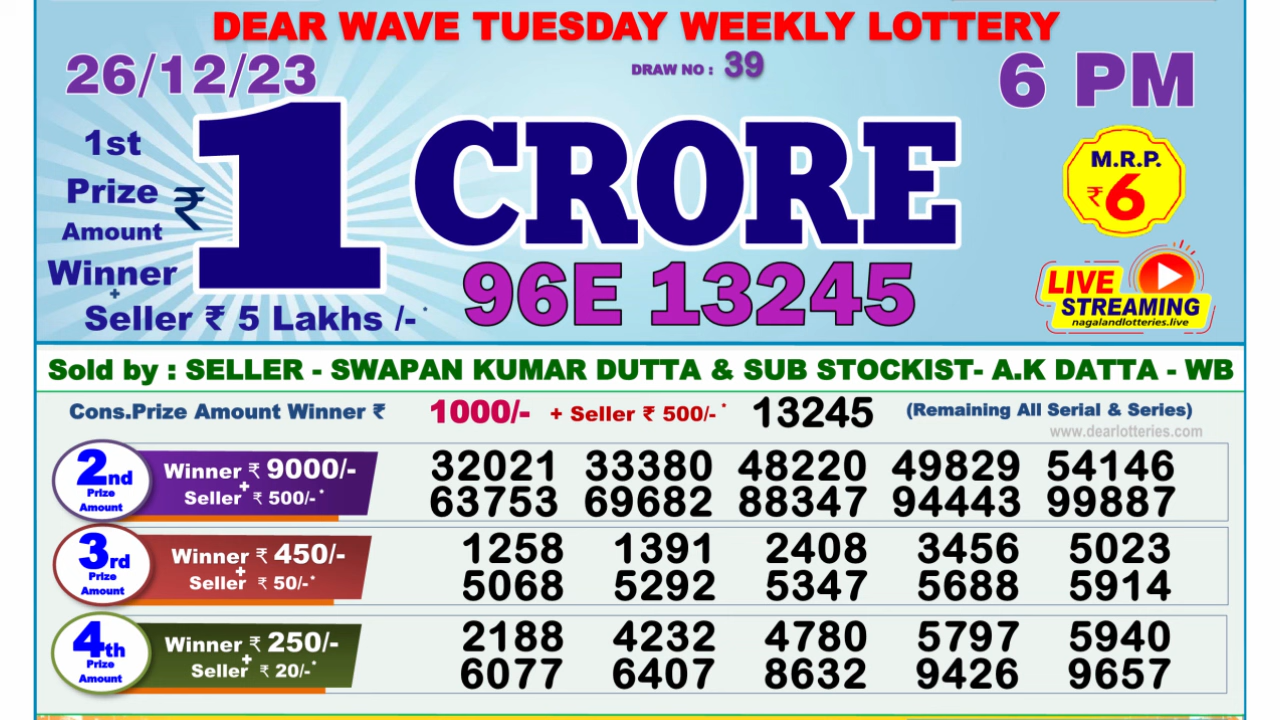 DEAR WAVE TUESDAY WEEKLY LOTTERY
26/12/23
DRAW NO : 39
6 PM
1st
Prize
Amount
Winner
+
Seller ₹ 5 Lakhs /-*
₹ 1 CRORE
96E 13245
M.R.P.
₹6
LIVE
STREAMING
nagalandlotteries.live
Sold by : SELLER - SWAPAN KUMAR DUTTA & SUB STOCKIST- A.K DATTA - WB
Cons.Prize Amount Winner ₹ 1000/- + Seller ₹ 500/-* 13245 (Remaining All Serial & Series)
www.dearlotteries.com
2nd
Prize
Amount
Winner ₹ 9000/-
+
Seller ₹ 500/-*
32021 33380 48220 49829 54146
63753 69682 88347 94443 99887
3rd
Prize
Amount
Winner ₹ 450/-
+
Seller ₹ 50/-*
1258 1391 2408 3456 5023
5068 5292 5347 5688 5914
4th
Prize
Amount
Winner ₹ 250/-
+
Seller ₹ 20/-*
2188 4232 4780 5797 5940
6077 6407 8632 9426 9657